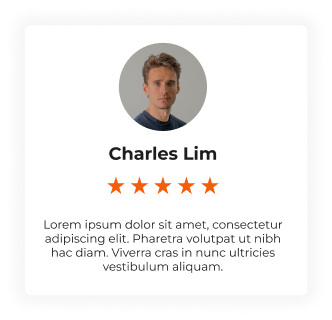 Charles Lim
Lorem ipsum dolor sit amet, consectetur
adipiscing elit. Pharetra volutpat ut nibh
hac diam. Viverra cras in nunc ultricies
vestibulum aliquam.